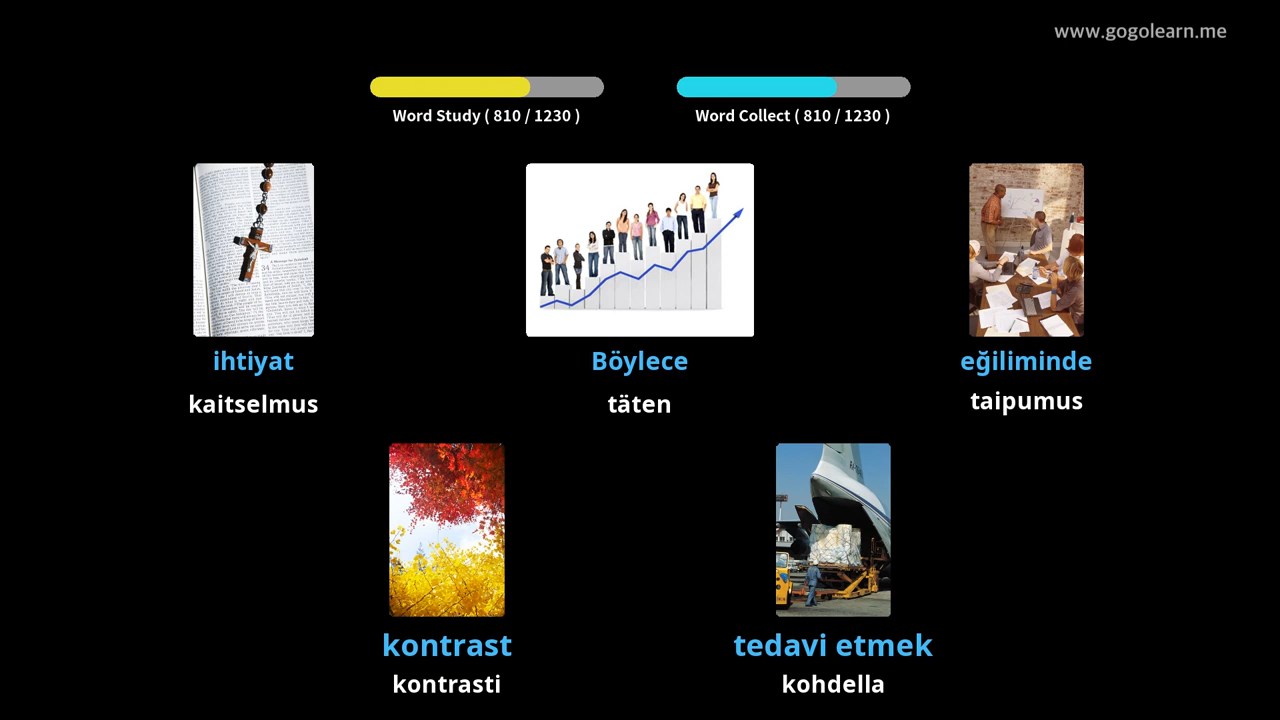 www.gogolearn.me
Word Study ( 810 / 1230 )
Word Collect ( 810 / 1230 )
ihtiyat
kaitselmus
Böylece
täten
eğiliminde
taipumus
kontrast
kontrasti
tedavi etmek
kohdella